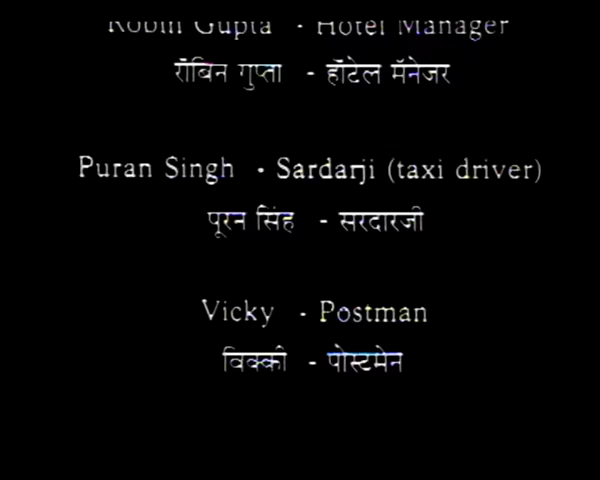 Robin Gupta - Hotel Manager
रॉबिन गुप्ता - हॉटेल मॅनेजर
Puran Singh - Sardarji (taxi driver)
पूरन सिंह - सरदारजी
Vicky - Postman
विक्की - पोस्टमेन